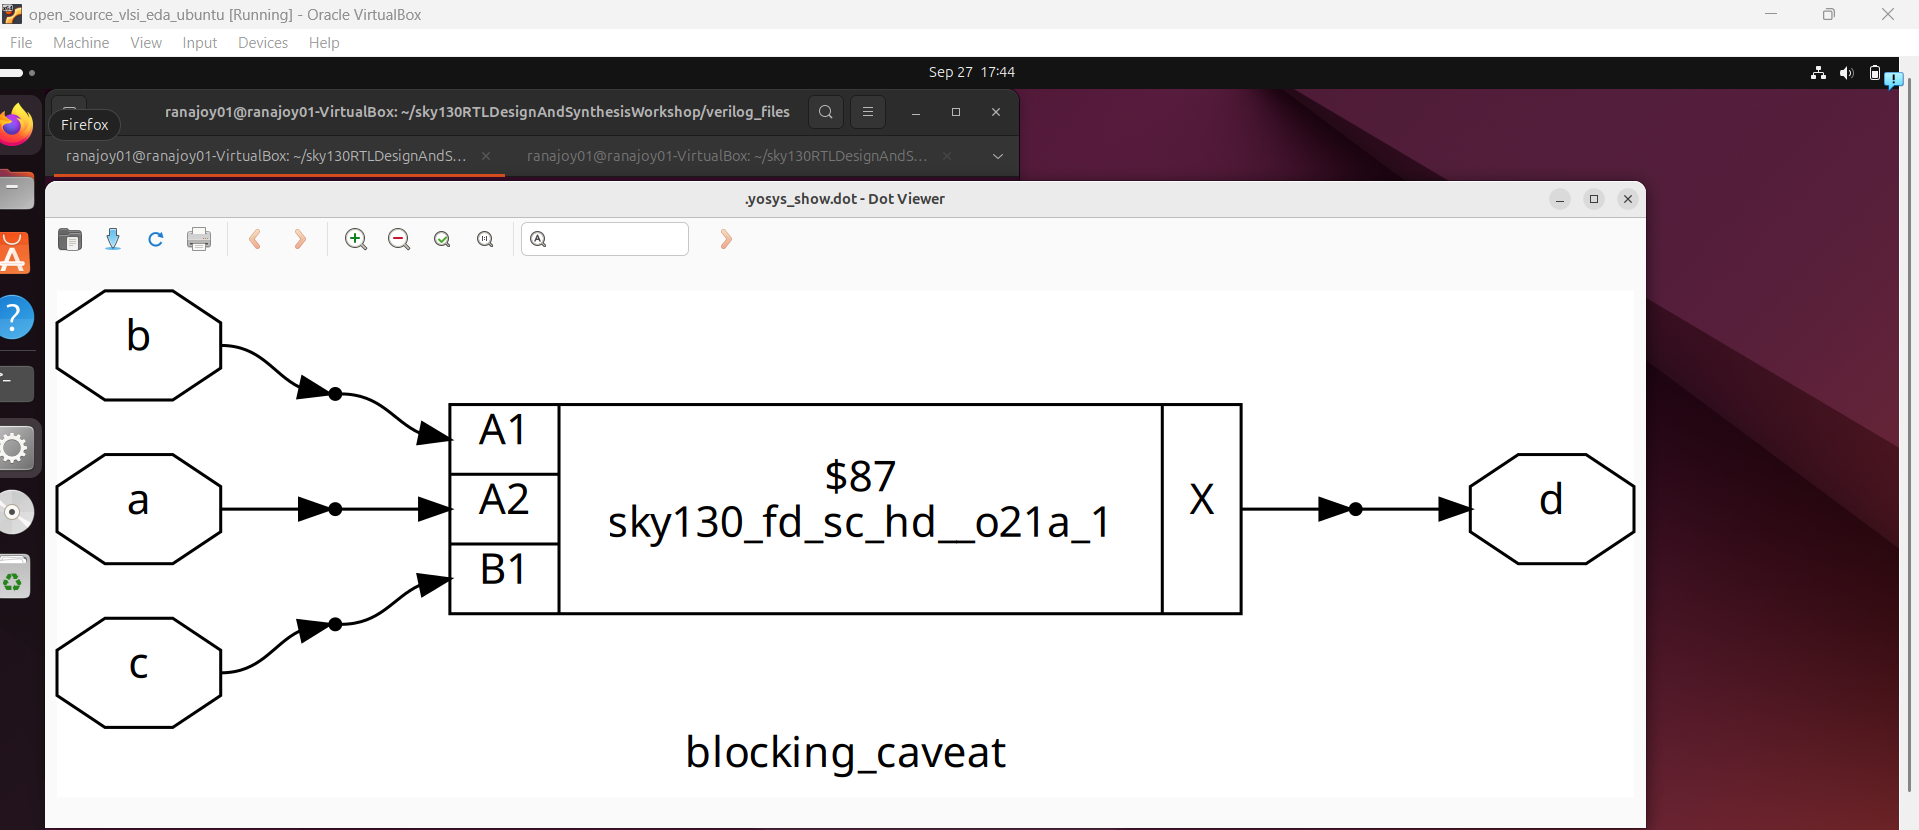 open_source_vlsi_eda_ubuntu [Running] - Oracle VirtualBox
File Machine View Input Devices Help
Sep 27 17:44
ranajoy01@ranajoy01-VirtualBox: ~/sky130RTLDesignAndSynthesisWorkshop/verilog_files
Firefox
ranajoy01@ranajoy01-VirtualBox: ~/sky130RTLDesignAndS...
ranajoy01@ranajoy01-VirtualBox: ~/sky130RTLDesignAndS...
.yosys_show.dot - Dot Viewer
b
a
c
A1
A2
B1
$87
sky130_fd_sc_hd__o21a_1
X
d
blocking_caveat